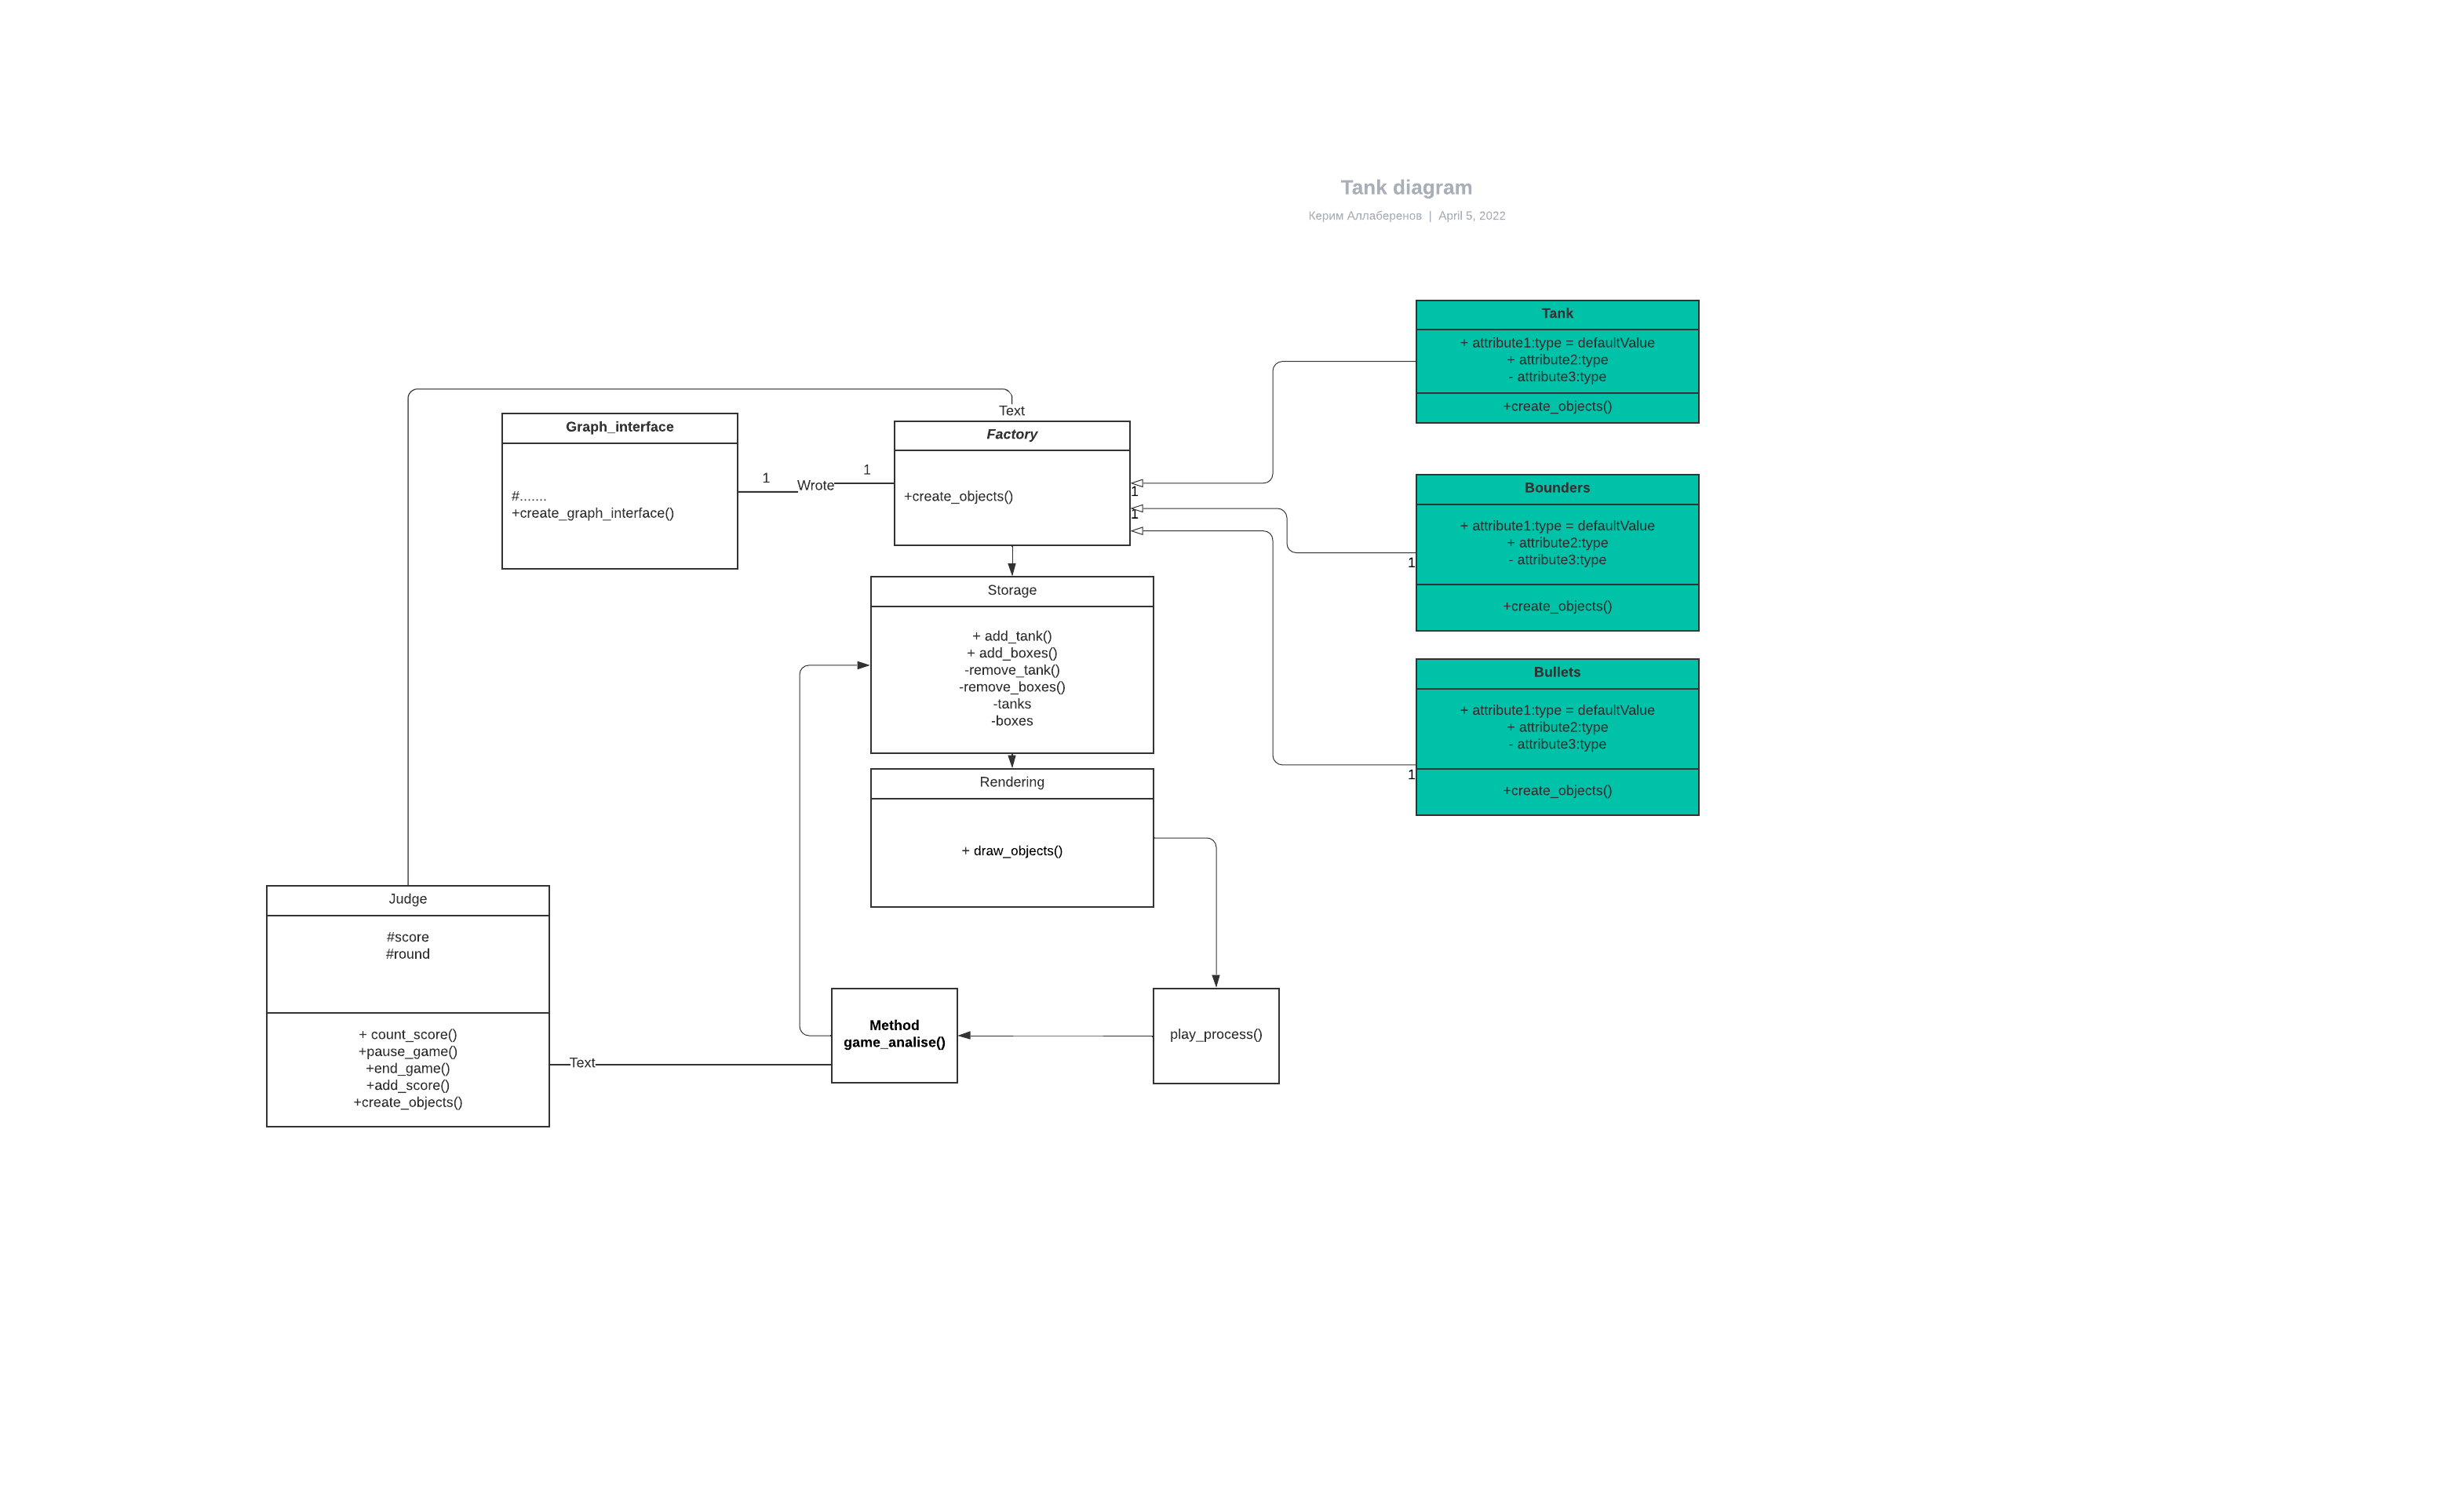 Tank diagram
Керим Аллаберенов | April 5, 2022
Tank
+ attribute1:type = defaultValue
+ attribute2:type
- attribute3:type
+create_objects()
Text
Graph_interface
#.......
+create_graph_interface()
1
Wrote
1
Factory
+create_objects()
1
1
Bounders
+ attribute1:type = defaultValue
+ attribute2:type
- attribute3:type
+create_objects()
1
Storage
+ add_tank()
+ add_boxes()
-remove_tank()
-remove_boxes()
-tanks
-boxes
Bullets
+ attribute1:type = defaultValue
+ attribute2:type
- attribute3:type
+create_objects()
1
Rendering
+ draw_objects()
Judge
#score
#round
+ count_score()
+pause_game()
+end_game()
+add_score()
+create_objects()
Text
Method
game_analise()
play_process()